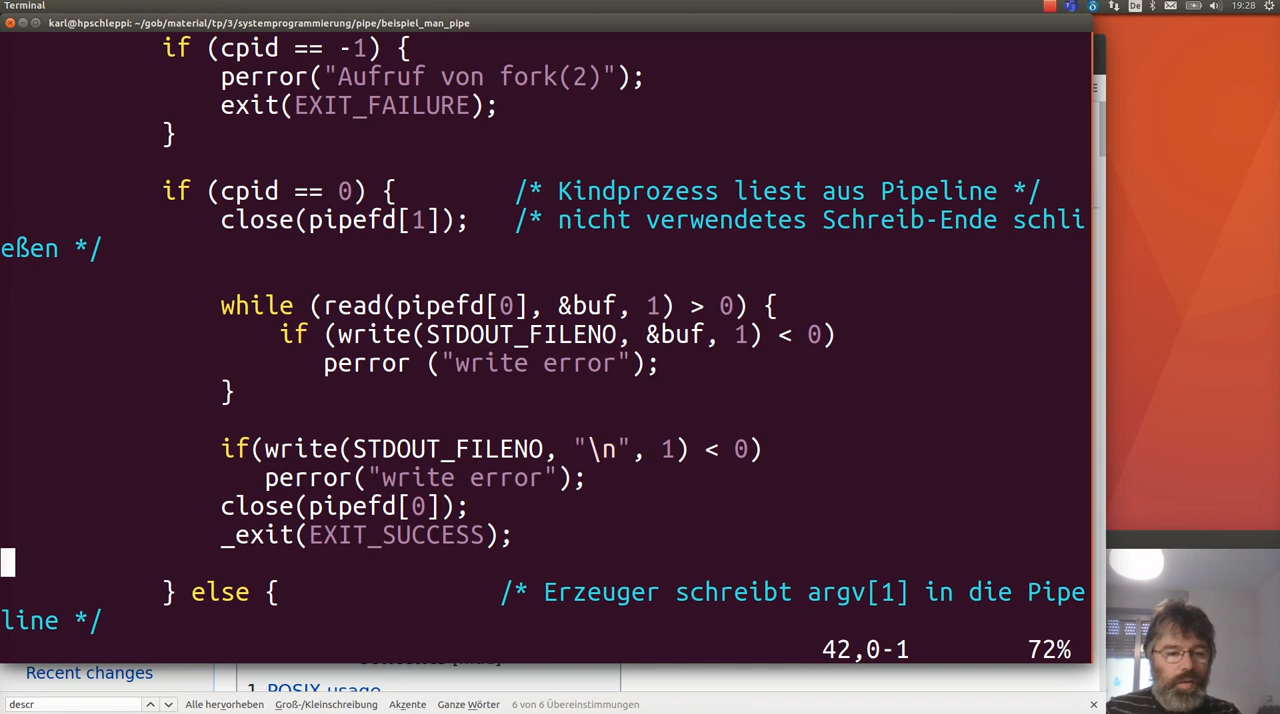 Terminal
De
19:28
karl@hpschleppi: ~/gob/material/tp/3/systemprogrammierung/pipe/beispiel_man_pipe
if (cpid == -1) {
perror("Aufruf von fork(2)");
exit(EXIT_FAILURE);
}
if (cpid == 0) { /* Kindprozess liest aus Pipeline */
close(pipefd[1]); /* nicht verwendetes Schreib-Ende schli
eßen */
while (read(pipefd[0], &buf, 1) > 0) {
if (write(STDOUT_FILENO, &buf, 1) < 0)
perror ("write error");
}
if(write(STDOUT_FILENO, "\n", 1) < 0)
perror("write error");
close(pipefd[0]);
_exit(EXIT_SUCCESS);
} else { /* Erzeuger schreibt argv[1] in die Pipe
line */
42,0-1 72%
Recent changes
1 POSIX usage
descr
Alle hervorheben Groß-/Kleinschreibung Akzente Ganze Wörter 6 von 6 Übereinstimmungen